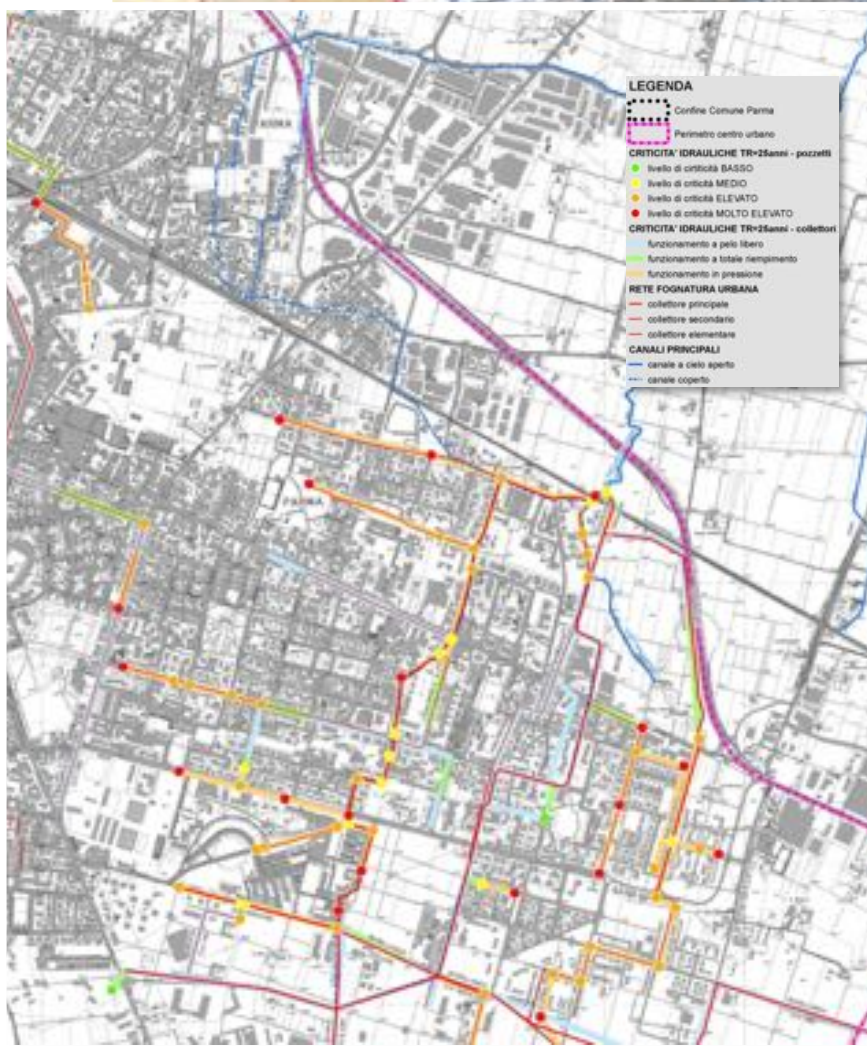 LEGENDA
Confine Comune Parma
Perimetro centro urbano
CRITICITA' IDRAULICHE TR=25anni - pozzetti
livello di cirtiticità BASSO
livello di criticità MEDIO
livello di criticità ELEVATO
livello di criticità MOLTO ELEVATO
CRITICITA' IDRAULICHE TR=25anni - collettori
funzionamento a pelo libero
funzionamento a totale riempimento
funzionamento in pressione
RETE FOGNATURA URBANA
collettore principale
collettore secondario
collettore elementare
CANALI PRINCIPALI
canale a cielo aperto
canale coperto
PARMA